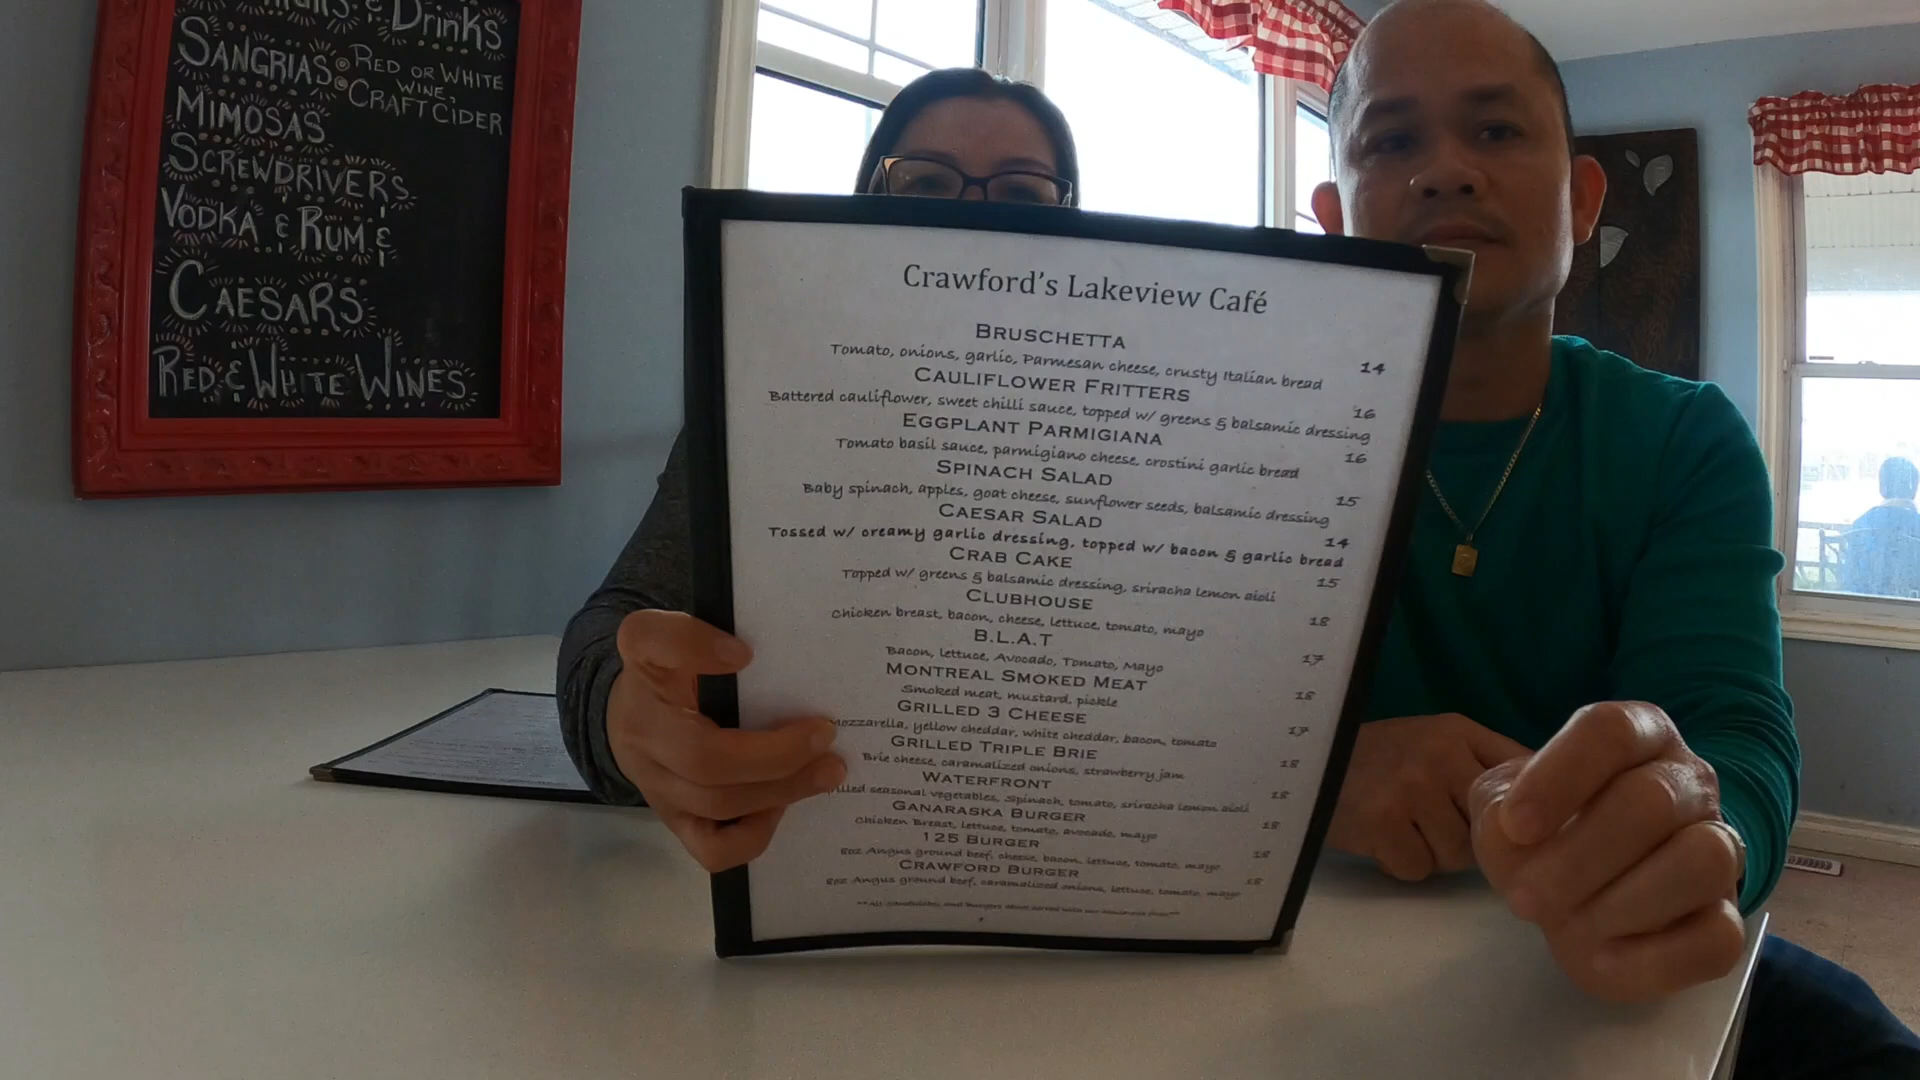 & Drinks
Sangrias • Red or White Wine,
• Craft Cider
Mimosas
Screwdrivers
Vodka & Rum &
Caesars
Red & White Wines
Crawford's Lakeview Café
BRUSCHETTA
Tomato, onions, garlic, Parmesan cheese, crusty Italian bread 14
CAULIFLOWER FRITTERS
Battered cauliflower, sweet chilli sauce, topped w/ greens & balsamic dressing 16
EGGPLANT PARMIGIANA
Tomato basil sauce, parmigiano cheese, crostini garlic bread 16
SPINACH SALAD
Baby spinach, apples, goat cheese, sunflower seeds, balsamic dressing 15
CAESAR SALAD
Tossed w/ creamy garlic dressing, topped w/ bacon & garlic bread 14
CRAB CAKE
Topped w/ greens & balsamic dressing, sriracha lemon aioli 15
CLUBHOUSE
Chicken breast, bacon, cheese, lettuce, tomato, mayo 18
B.L.A.T
Bacon, lettuce, Avocado, Tomato, Mayo 17
MONTREAL SMOKED MEAT
Smoked meat, mustard, pickle 18
GRILLED 3 CHEESE
Mozzarella, yellow cheddar, white cheddar, bacon, tomato 17
GRILLED TRIPLE BRIE
Brie cheese, caramalized onions, strawberry jam 18
WATERFRONT
seasonal vegetables, Spinach, tomato, sriracha lemon aioli 18
GANARASKA BURGER
Chicken Breast, lettuce, tomato, avocado, mayo 18
125 BURGER
8oz Angus ground beef, cheese, bacon, lettuce, tomato, mayo 18
CRAWFORD BURGER
8oz Angus ground beef, caramalized onions, lettuce, tomato, mayo 18